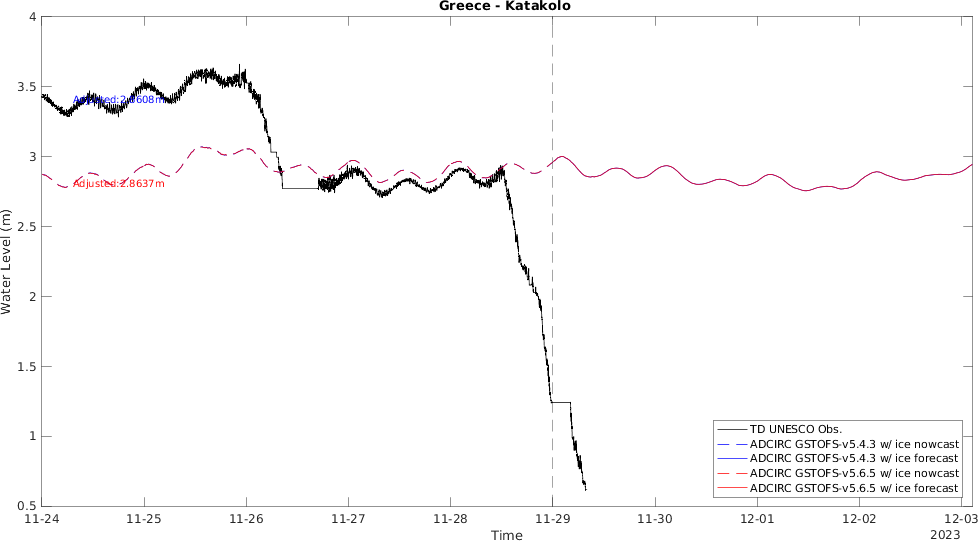 Greece - Katakolo
4
3.5
3
2.5
2
1.5
1
0.5
Water Level (m)
Adjusted:2.8637m
11-24
11-25
11-26
11-27
11-28
11-29
11-30
12-01
12-02
12-03
Time
2023
TD UNESCO Obs.
ADCIRC GSTOFS-v5.4.3 w/ ice nowcast
ADCIRC GSTOFS-v5.4.3 w/ ice forecast
ADCIRC GSTOFS-v5.6.5 w/ ice nowcast
ADCIRC GSTOFS-v5.6.5 w/ ice forecast